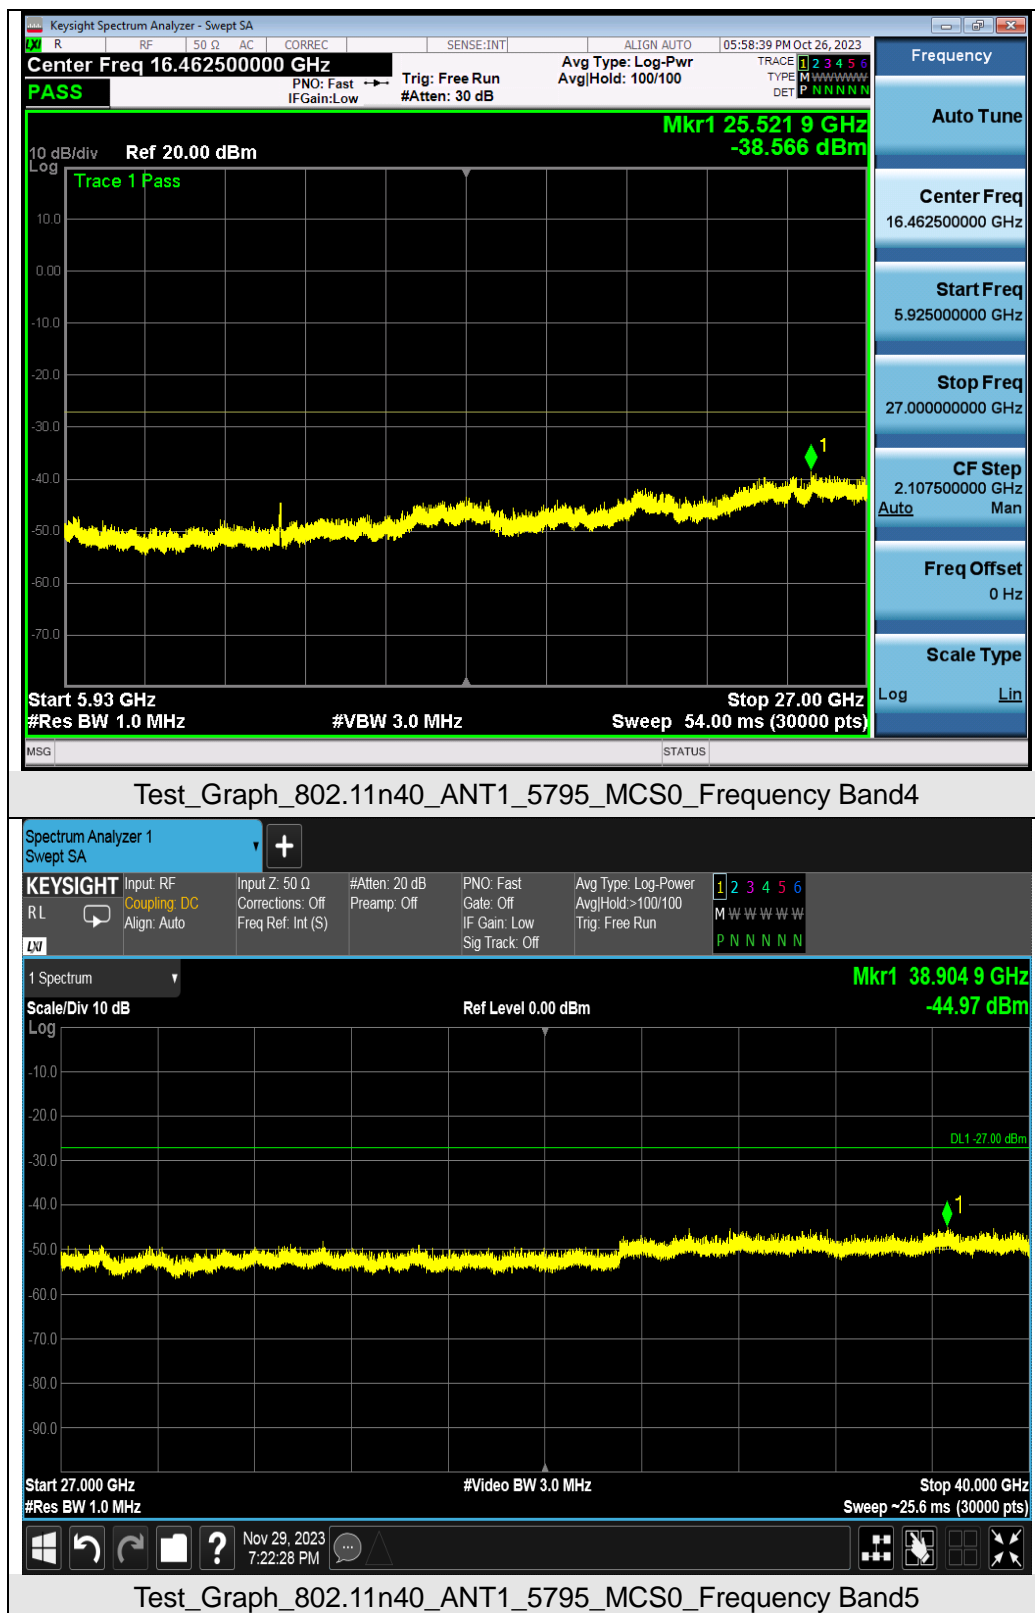 Keysight Spectrum Analyzer - Swept SA
LXI R RF 50 Ω AC CORREC SENSE:INT ALIGN AUTO 05:58:39 PM Oct 26, 2023
Center Freq 16.462500000 GHz
PASS
PNO: Fast
IFGain:Low
Trig: Free Run
#Atten: 30 dB
Avg Type: Log-Pwr
Avg|Hold: 100/100
TRACE 1 2 3 4 5 6
TYPE M W W W W W
DET P N N N N N
Mkr1 25.521 9 GHz
-38.566 dBm
10 dB/div Ref 20.00 dBm
Log
Trace 1 Pass
10.0
0.00
-10.0
-20.0
-30.0
-40.0
-50.0
-60.0
-70.0
1
Start 5.93 GHz
Stop 27.00 GHz
#Res BW 1.0 MHz
#VBW 3.0 MHz
Sweep 54.00 ms (30000 pts)
MSG
STATUS
Frequency
Auto Tune
Center Freq
16.462500000 GHz
Start Freq
5.925000000 GHz
Stop Freq
27.000000000 GHz
CF Step
2.107500000 GHz
Auto Man
Freq Offset
0 Hz
Scale Type
Log Lin
Test_Graph_802.11n40_ANT1_5795_MCS0_Frequency Band4
Spectrum Analyzer 1
Swept SA
+
KEYSIGHT
RL
LXI
Input: RF
Coupling: DC
Align: Auto
Input Z: 50 Ω
Corrections: Off
Freq Ref: Int (S)
#Atten: 20 dB
Preamp: Off
PNO: Fast
Gate: Off
IF Gain: Low
Sig Track: Off
Avg Type: Log-Power
Avg|Hold:>100/100
Trig: Free Run
1 2 3 4 5 6
M W W W W W
P N N N N N
1 Spectrum
Mkr1 38.904 9 GHz
-44.97 dBm
Scale/Div 10 dB
Ref Level 0.00 dBm
Log
-10.0
-20.0
-30.0
-40.0
-50.0
-60.0
-70.0
-80.0
-90.0
DL1 -27.00 dBm
1
Start 27.000 GHz
#Video BW 3.0 MHz
Stop 40.000 GHz
#Res BW 1.0 MHz
Sweep ~25.6 ms (30000 pts)
?
Nov 29, 2023
7:22:28 PM
Test_Graph_802.11n40_ANT1_5795_MCS0_Frequency Band5